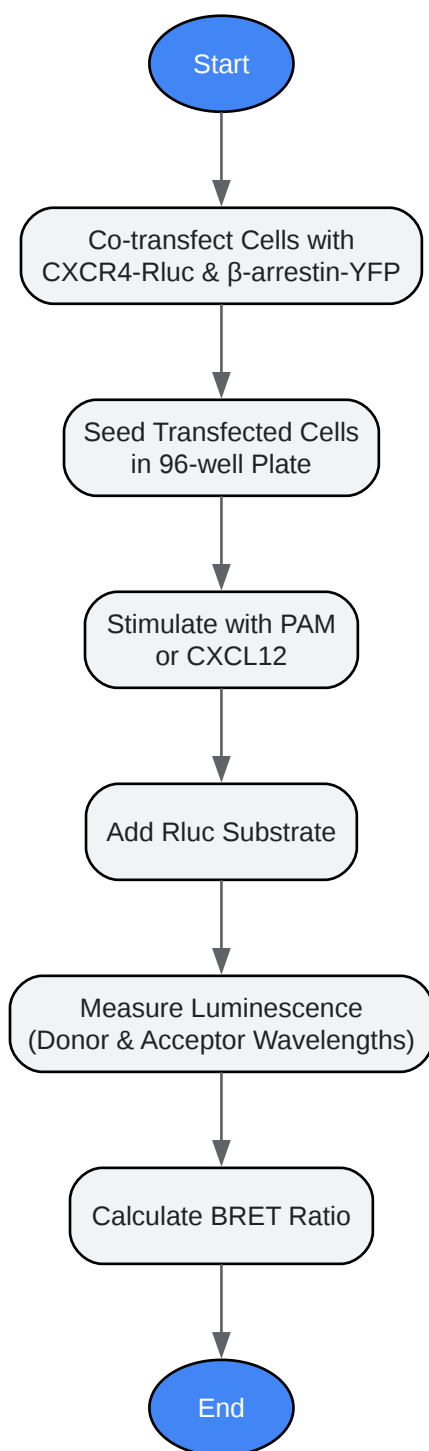 Start
Co-transfect Cells with
CXCR4-Rluc & β-arrestin-YFP
Seed Transfected Cells
in 96-well Plate
Stimulate with PAM
or CXCL12
Add Rluc Substrate
Measure Luminescence
(Donor & Acceptor Wavelengths)
Calculate BRET Ratio
End